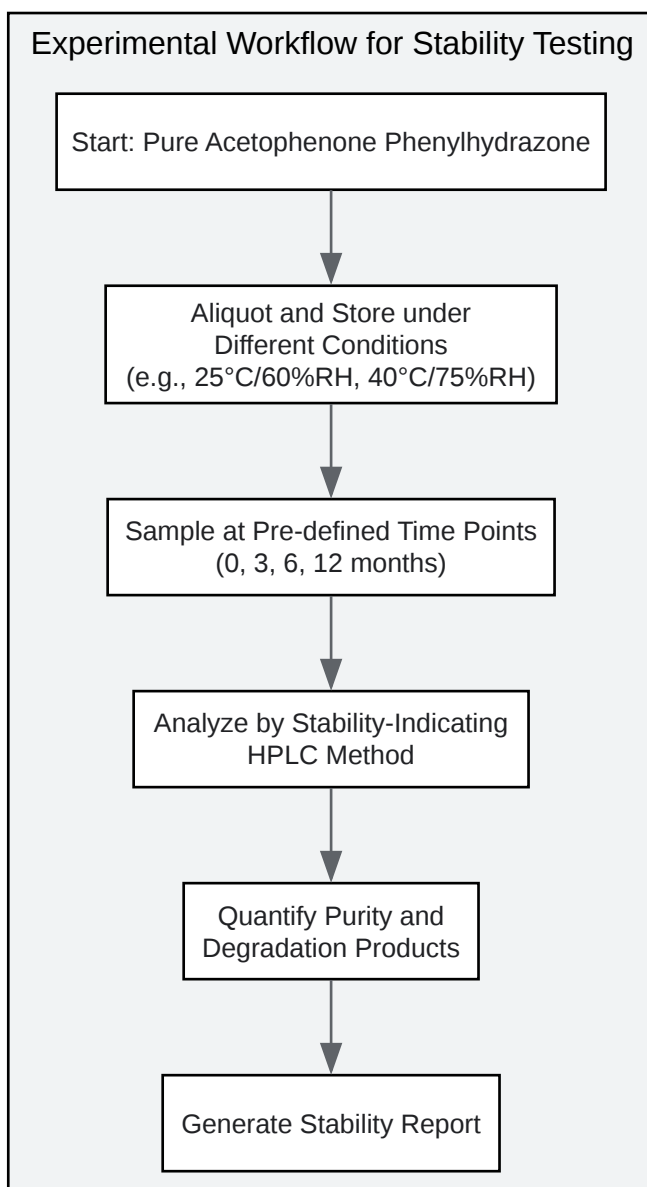 Experimental Workflow for Stability Testing
Start: Pure Acetophenone Phenylhydrazone
Aliquot and Store under
Different Conditions
(e.g., 25°C/60%RH, 40°C/75%RH)
Sample at Pre-defined Time Points
(0, 3, 6, 12 months)
Analyze by Stability-Indicating
HPLC Method
Quantify Purity and
Degradation Products
Generate Stability Report